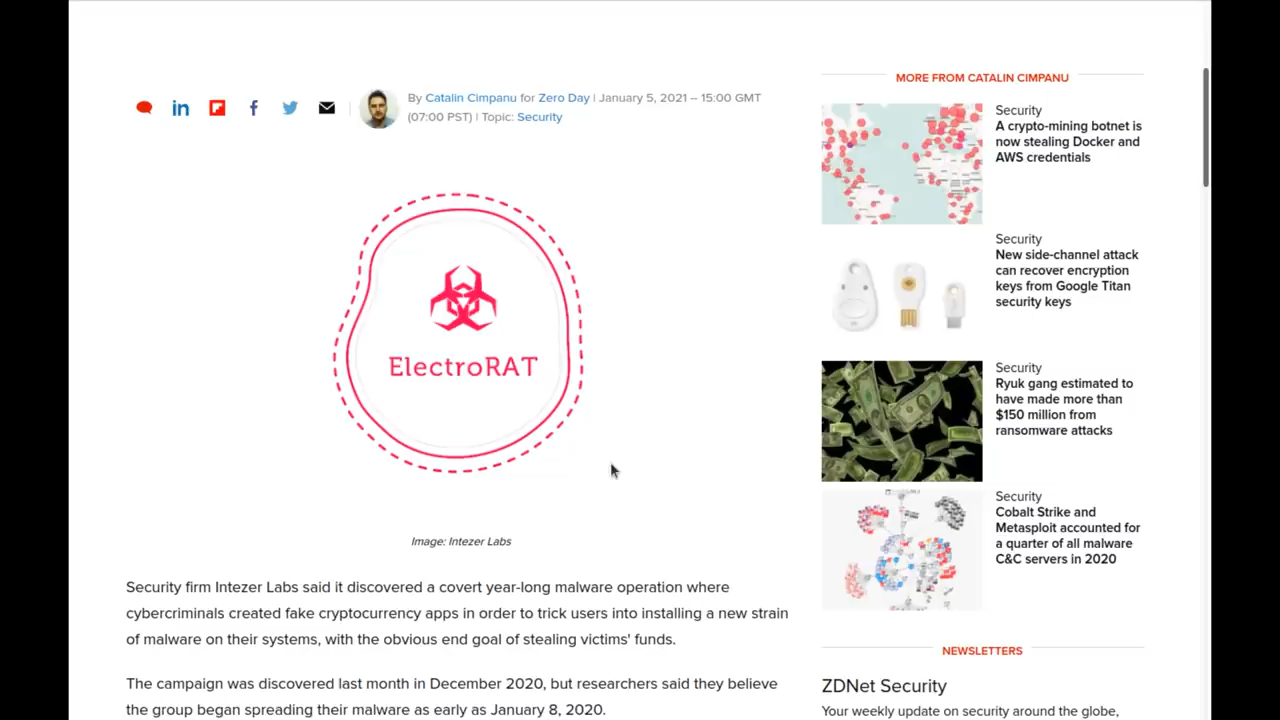 By Catalin Cimpanu for Zero Day | January 5, 2021 -- 15:00 GMT
(07:00 PST) | Topic: Security
ElectroRAT
Image: Intezer Labs
Security firm Intezer Labs said it discovered a covert year-long malware operation where
cybercriminals created fake cryptocurrency apps in order to trick users into installing a new strain
of malware on their systems, with the obvious end goal of stealing victims' funds.
The campaign was discovered last month in December 2020, but researchers said they believe
the group began spreading their malware as early as January 8, 2020.
MORE FROM CATALIN CIMPANU
Security
A crypto-mining botnet is
now stealing Docker and
AWS credentials
Security
New side-channel attack
can recover encryption
keys from Google Titan
security keys
Security
Ryuk gang estimated to
have made more than
$150 million from
ransomware attacks
Security
Cobalt Strike and
Metasploit accounted for
a quarter of all malware
C&C servers in 2020
NEWSLETTERS
ZDNet Security
Your weekly update on security around the globe,